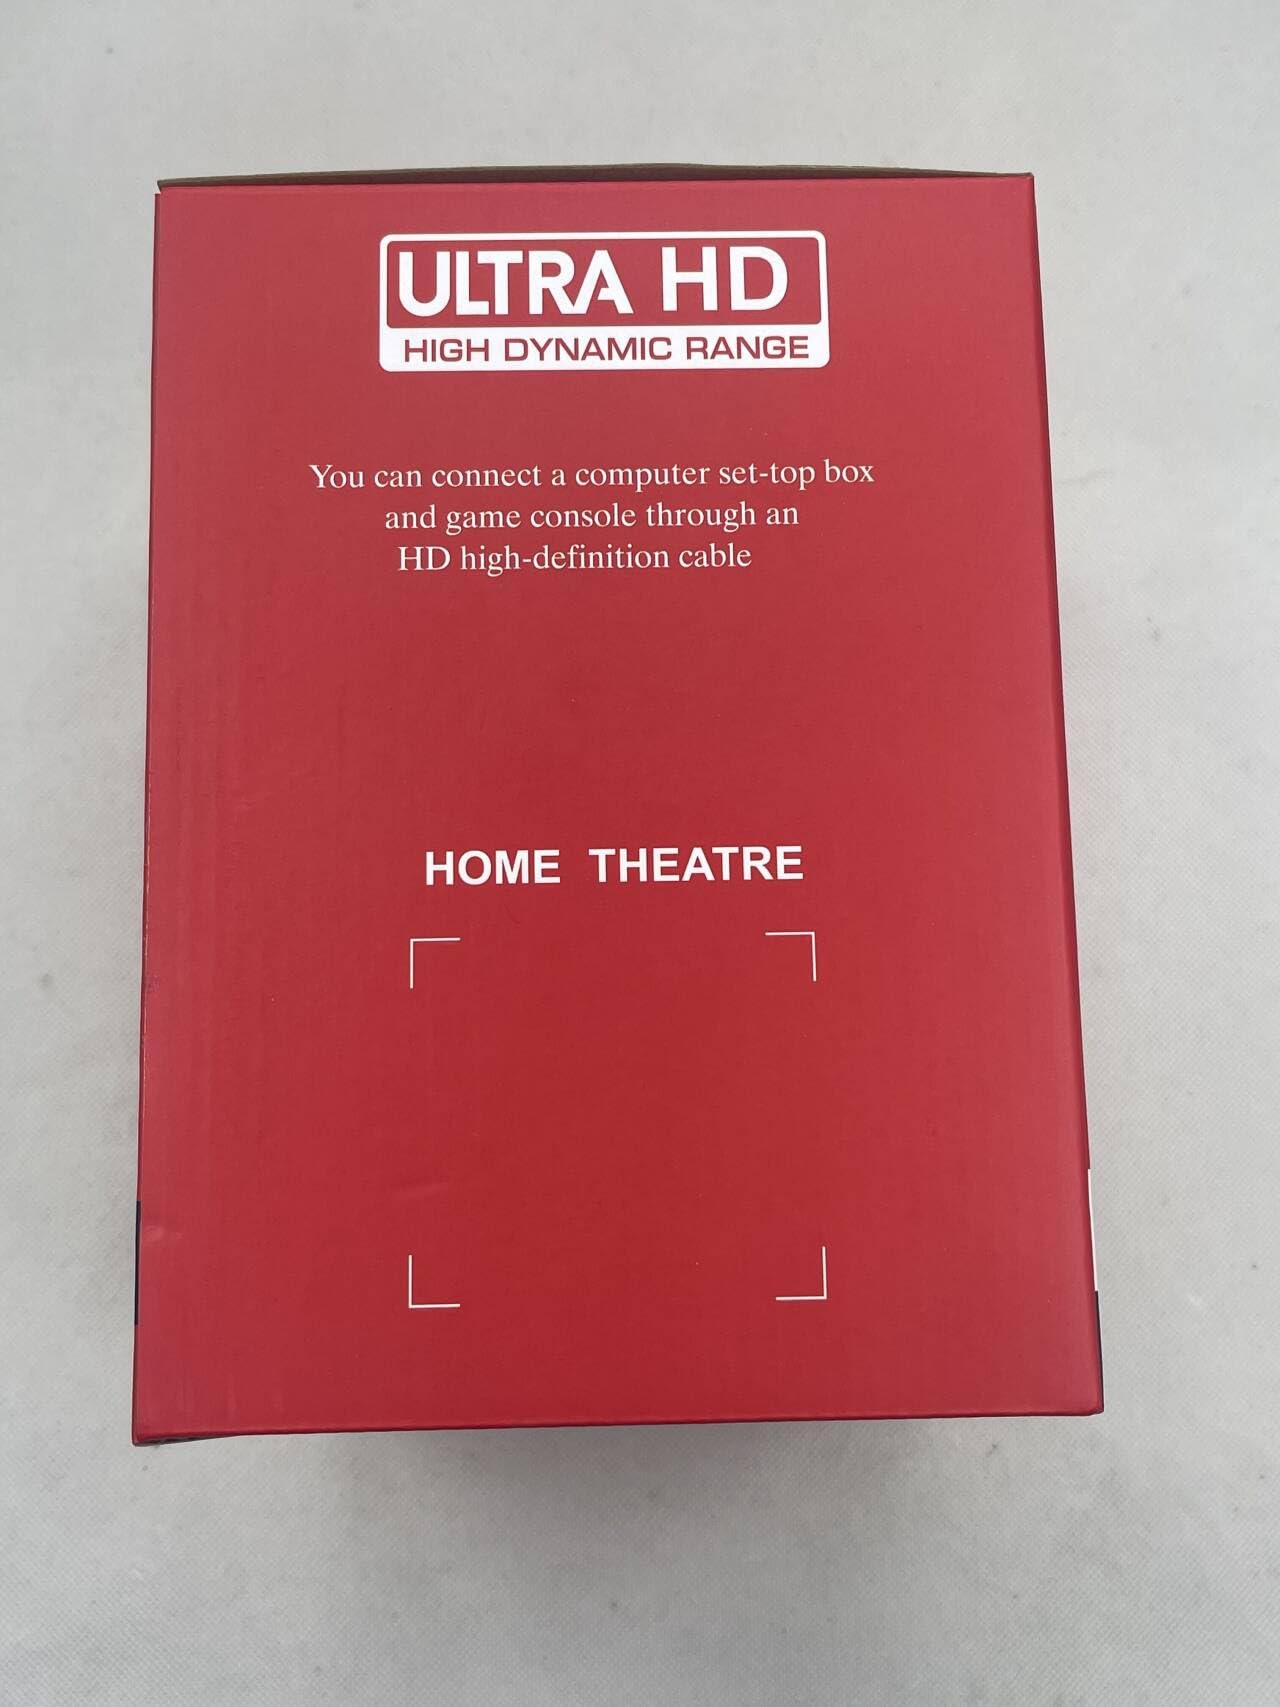 ULTRA HD
HIGH DYNAMIC RANGE
You can connect a computer set-top box
and game console through an
HD high-definition cable
HOME THEATRE